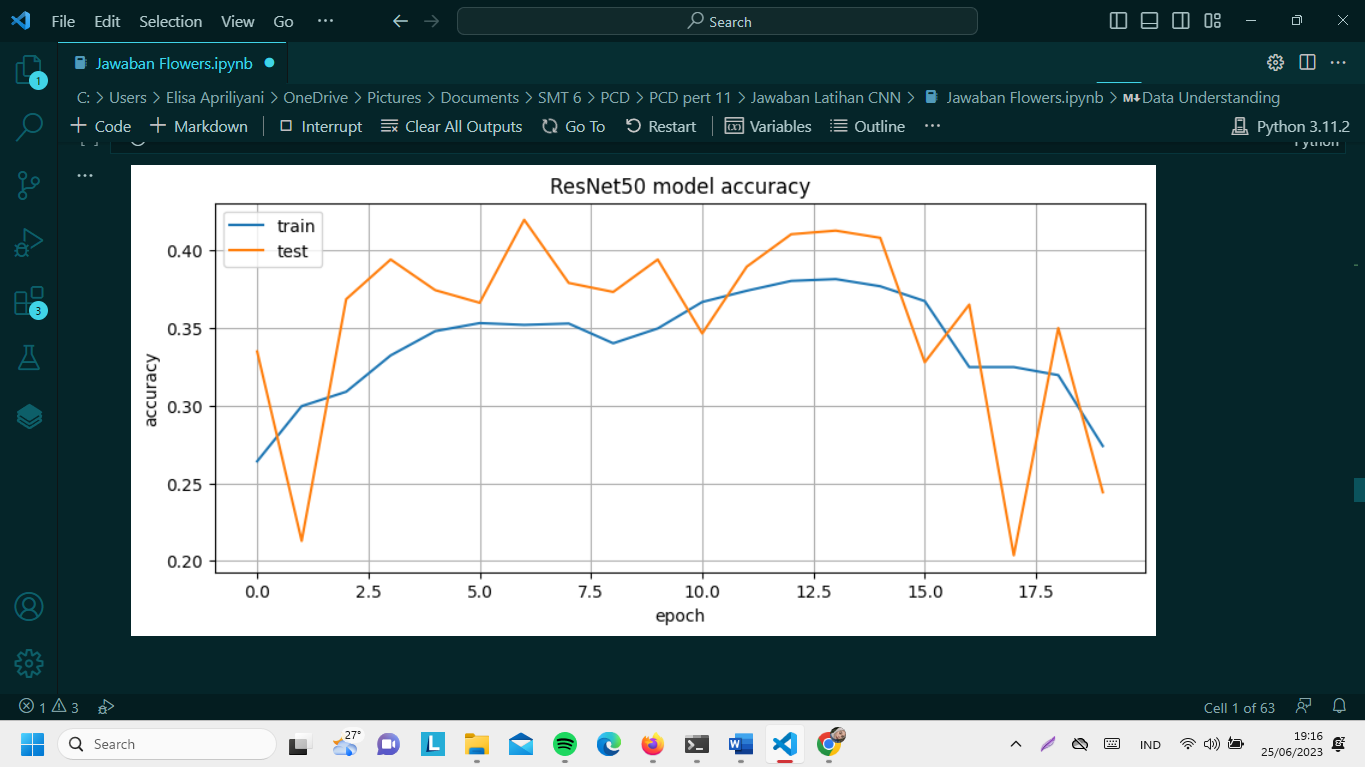 File Edit Selection View Go ··· Search
Jawaban Flowers.ipynb
1
C: > Users > Elisa Apriliyani > OneDrive > Pictures > Documents > SMT 6 > PCD > PCD pert 11 > Jawaban Latihan CNN > Jawaban Flowers.ipynb > M↓Data Understanding
+ Code + Markdown Interrupt Clear All Outputs Go To Restart Variables Outline ··· Python 3.11.2
Python
ResNet50 model accuracy
train
test
0.40
0.35
0.30
0.25
0.20
accuracy
0.0 2.5 5.0 7.5 10.0 12.5 15.0 17.5
epoch
3
1 3 Cell 1 of 63
Search 27° IND 19:16
25/06/2023